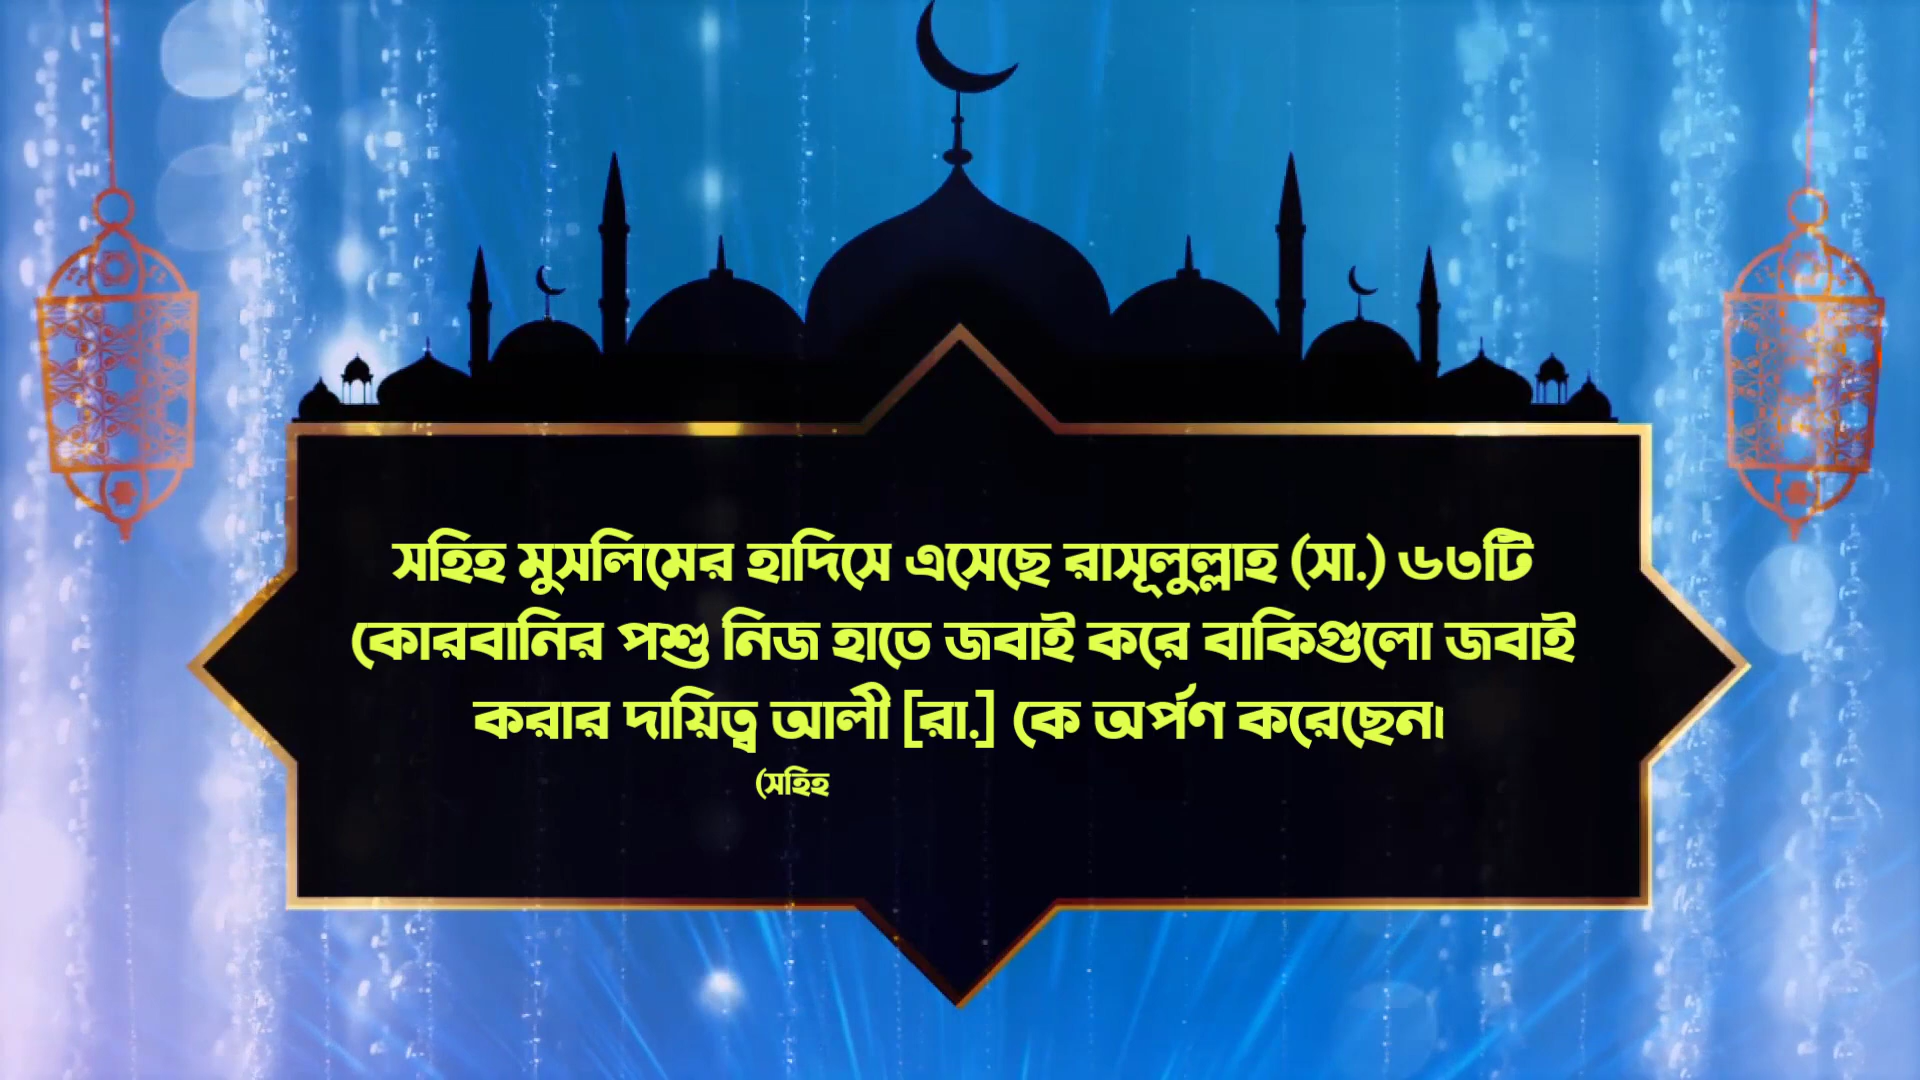 সহিহ মুসলিমের হাদিসে এসেছে রাসূলুল্লাহ (সা.) ৬৩টি
কোরবানির পশু নিজ হাতে জবাই করে বাকিগুলো জবাই
করার দায়িত্ব আলী [রা.] কে অর্পণ করেছেন।
(সহিহ